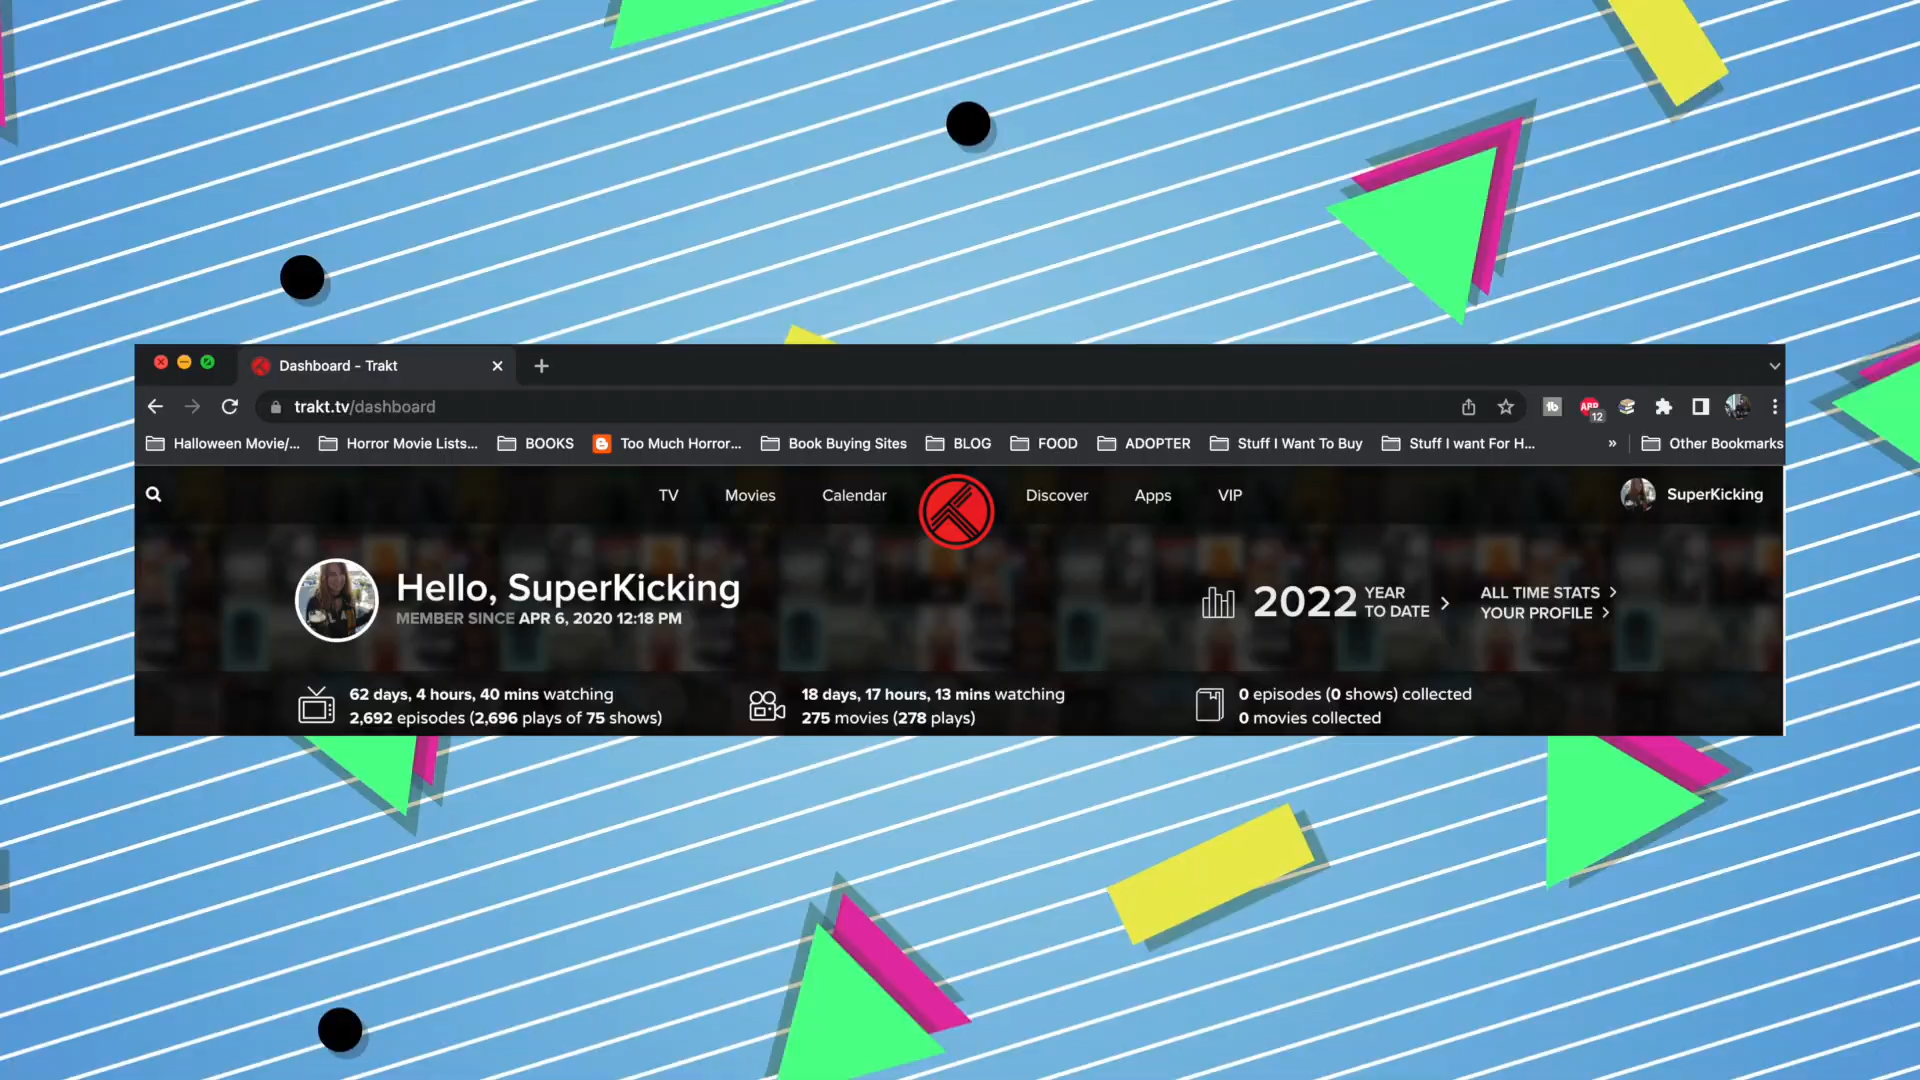 Dashboard - Trakt
trakt.tv/dashboard
ABP
12
Halloween Movie/... Horror Movie Lists... BOOKS Too Much Horror... Book Buying Sites BLOG FOOD ADOPTER Stuff I Want To Buy Stuff I want For H... » Other Bookmarks
TV Movies Calendar Discover Apps VIP SuperKicking
Hello, SuperKicking
MEMBER SINCE APR 6, 2020 12:18 PM
2022 YEAR TO DATE
ALL TIME STATS
YOUR PROFILE
62 days, 4 hours, 40 mins watching
2,692 episodes (2,696 plays of 75 shows)
18 days, 17 hours, 13 mins watching
275 movies (278 plays)
0 episodes (0 shows) collected
0 movies collected